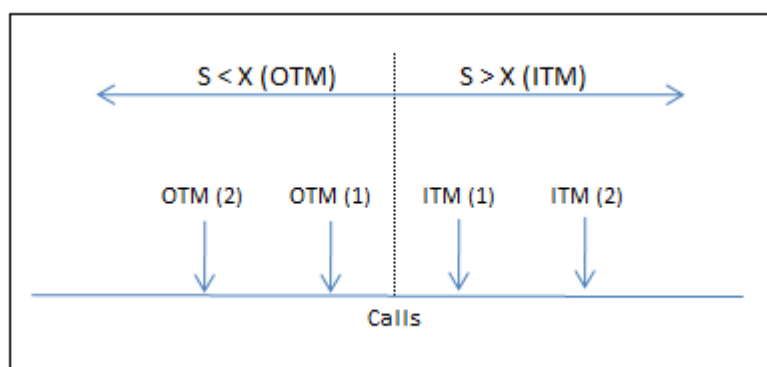 S < X (OTM) S > X (ITM)
OTM (2) OTM (1) ITM (1) ITM (2)
Calls